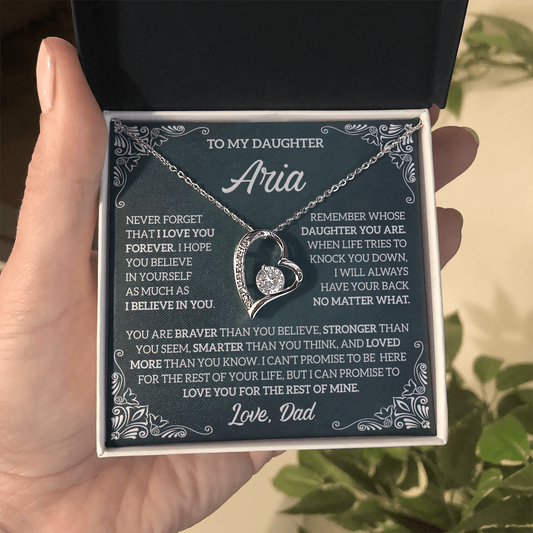 TO MY DAUGHTER
Aria
NEVER FORGET
THAT I LOVE YOU
FOREVER. I HOPE
YOU BELIEVE
IN YOURSELF
AS MUCH AS
I BELIEVE IN YOU.
REMEMBER WHOSE
DAUGHTER YOU ARE.
WHEN LIFE TRIES TO
KNOCK YOU DOWN,
I WILL ALWAYS
HAVE YOUR BACK
NO MATTER WHAT.
YOU ARE BRAVER THAN YOU BELIEVE, STRONGER THAN
YOU SEEM, SMARTER THAN YOU THINK, AND LOVED
MORE THAN YOU KNOW. I CAN'T PROMISE TO BE HERE
FOR THE REST OF YOUR LIFE, BUT I CAN PROMISE TO
LOVE YOU FOR THE REST OF MINE.
Love, Dad